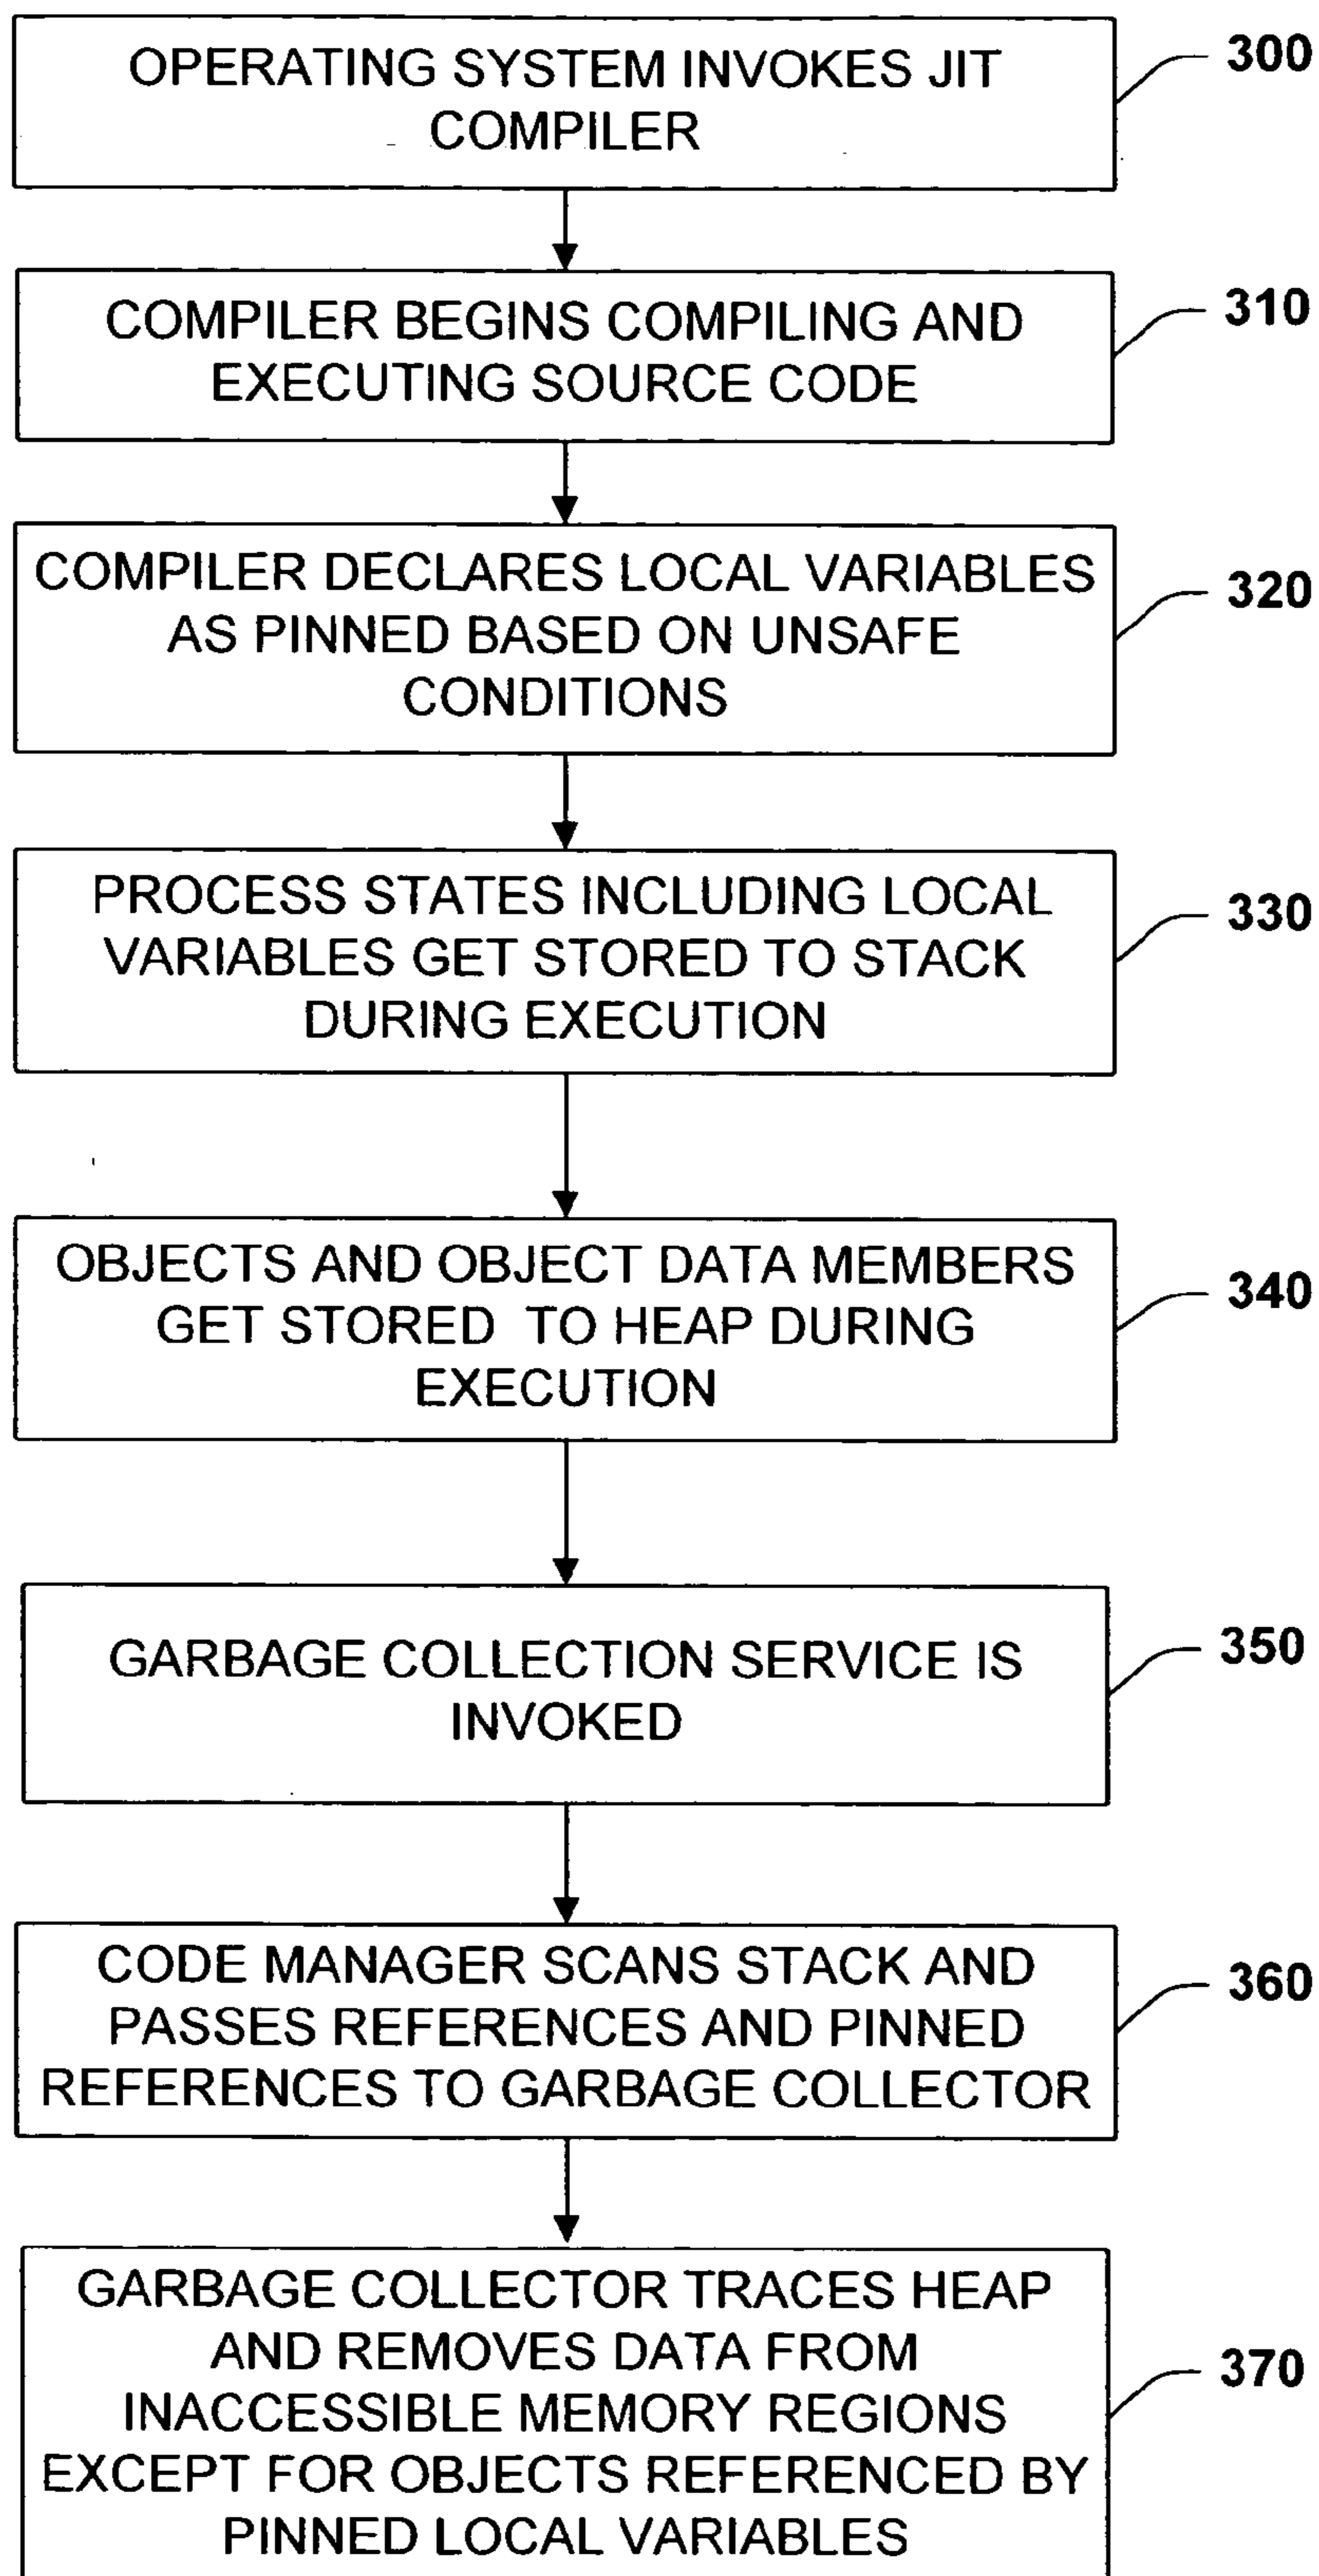 OPERATING SYSTEM INVOKES JIT
COMPILER
300
COMPILER BEGINS COMPILING AND
EXECUTING SOURCE CODE
310
COMPILER DECLARES LOCAL VARIABLES
AS PINNED BASED ON UNSAFE
CONDITIONS
320
PROCESS STATES INCLUDING LOCAL
VARIABLES GET STORED TO STACK
DURING EXECUTION
330
OBJECTS AND OBJECT DATA MEMBERS
GET STORED TO HEAP DURING
EXECUTION
340
GARBAGE COLLECTION SERVICE IS
INVOKED
350
CODE MANAGER SCANS STACK AND
PASSES REFERENCES AND PINNED
REFERENCES TO GARBAGE COLLECTOR
360
GARBAGE COLLECTOR TRACES HEAP
AND REMOVES DATA FROM
INACCESSIBLE MEMORY REGIONS
EXCEPT FOR OBJECTS REFERENCED BY
PINNED LOCAL VARIABLES
370